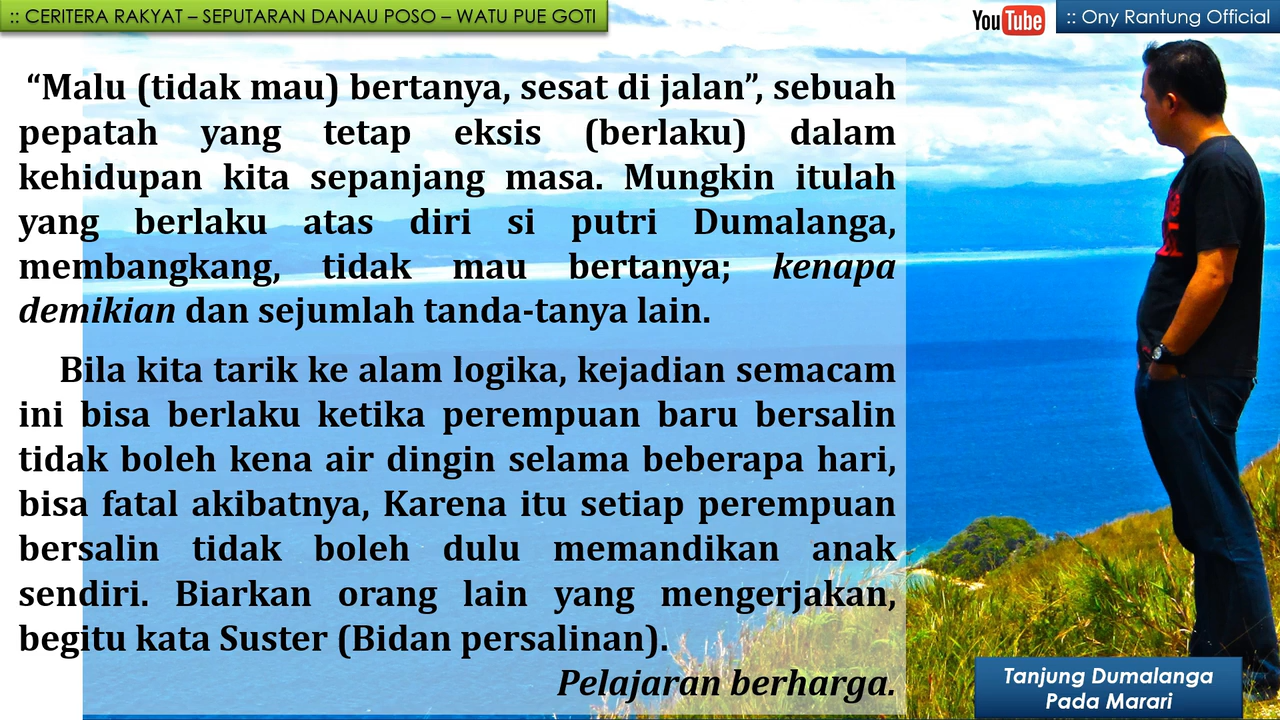 :: CERITERA RAKYAT – SEPUTARAN DANAU POSO – WATU PUE GOTI
YouTube
:: Ony Rantung Official
“Malu (tidak mau) bertanya, sesat di jalan”, sebuah
pepatah yang tetap eksis (berlaku) dalam
kehidupan kita sepanjang masa. Mungkin itulah
yang berlaku atas diri si putri Dumalanga,
membangkang, tidak mau bertanya; kenapa
demikian dan sejumlah tanda-tanya lain.
Bila kita tarik ke alam logika, kejadian semacam
ini bisa berlaku ketika perempuan baru bersalin
tidak boleh kena air dingin selama beberapa hari,
bisa fatal akibatnya, Karena itu setiap perempuan
bersalin tidak boleh dulu memandikan anak
sendiri. Biarkan orang lain yang mengerjakan,
begitu kata Suster (Bidan persalinan).
Pelajaran berharga.
Tanjung Dumalanga
Pada Marari